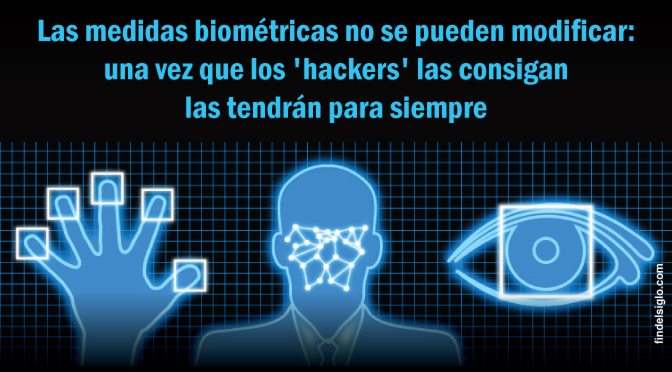 Las medidas biométricas no se pueden modificar:
una vez que los 'hackers' las consigan
las tendrán para siempre
findelsiglo.com